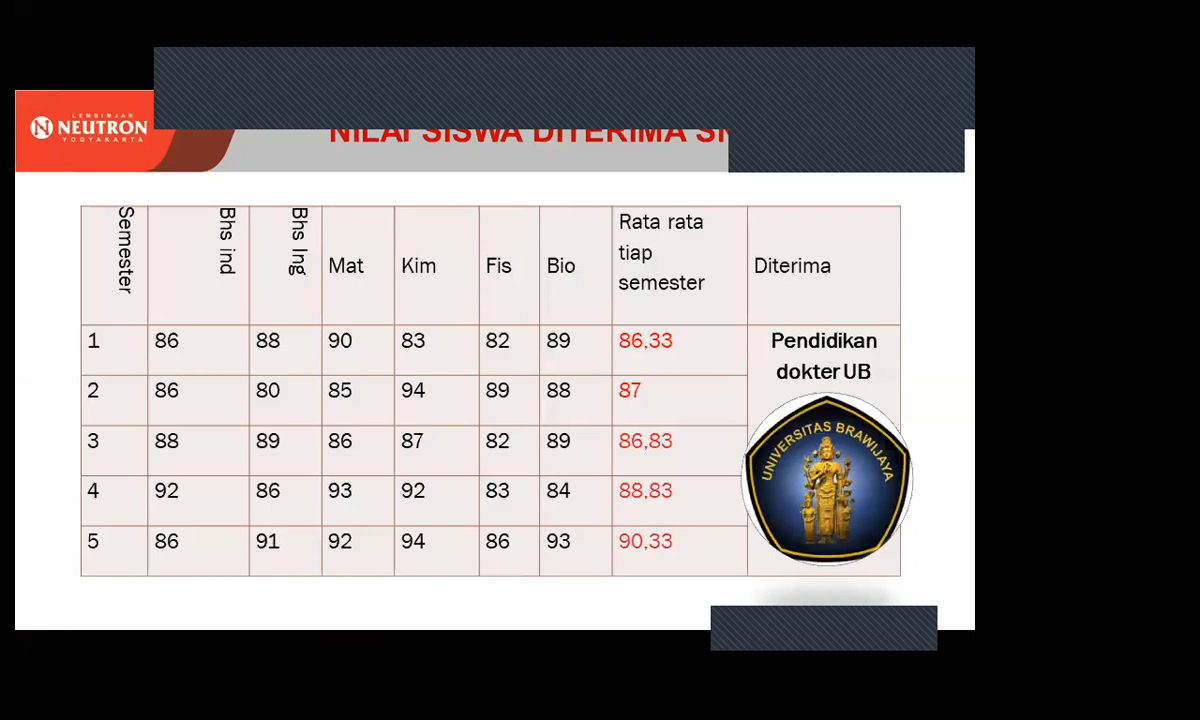 LEMBIMJAR
NEUTRON
YOGYAKARTA
NILAI SISWA DITERIMA
Semester Bhs ind Bhs Ing Mat Kim Fis Bio Rata rata tiap semester Diterima
1 86 88 90 83 82 89 86,33 Pendidikan dokter UB
2 86 80 85 94 89 88 87
3 88 89 86 87 82 89 86,83
4 92 86 93 92 83 84 88,83
5 86 91 92 94 86 93 90,33
UNIVERSITAS BRAWIJAYA